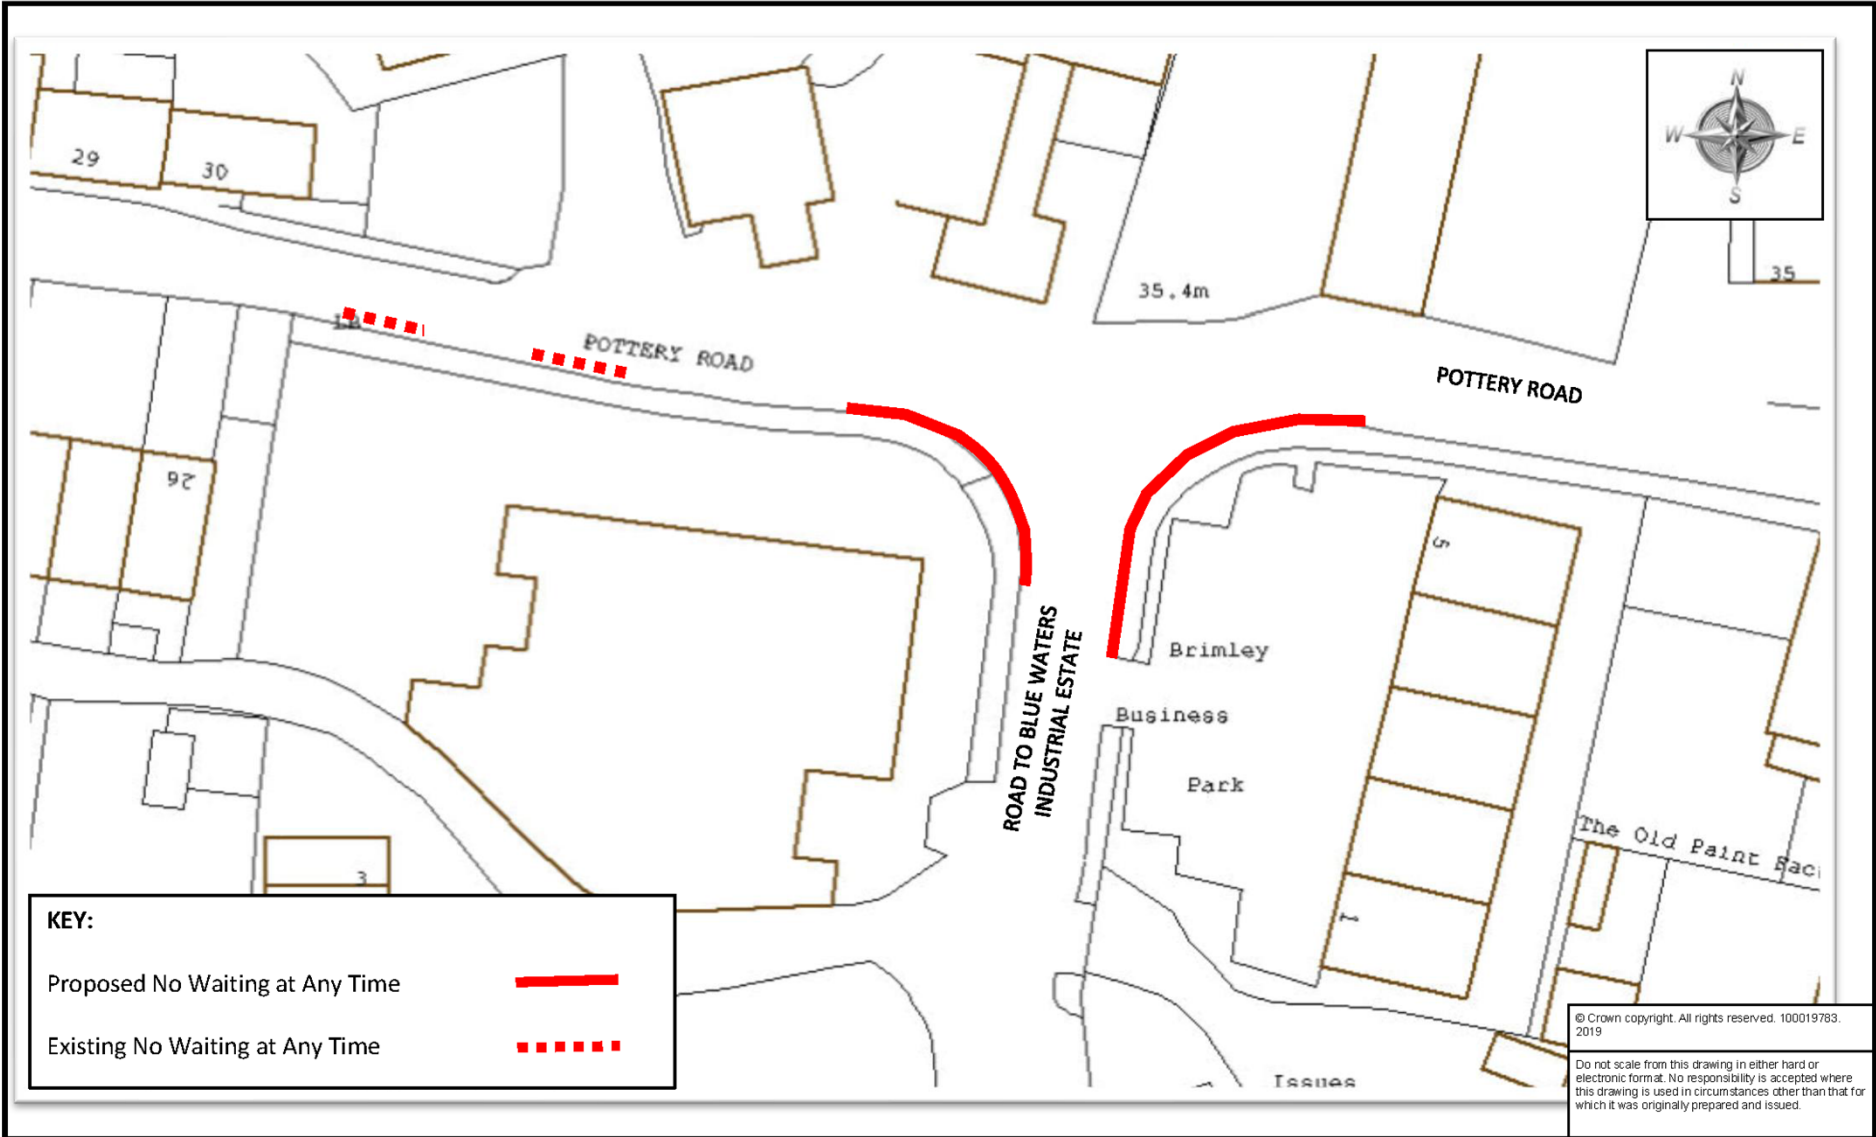 N
W E
S
29
30
35
35.4m
POTTERY ROAD
POTTERY ROAD
26
5
Brimley
Business
Park
ROAD TO BLUE WATERS
INDUSTRIAL ESTATE
The Old Paint Fac
3
1
KEY:
Proposed No Waiting at Any Time
Existing No Waiting at Any Time
Issues
© Crown copyright. All rights reserved. 100019783.
2019
Do not scale from this drawing in either hard or
electronic format. No responsibility is accepted where
this drawing is used in circumstances other than that for
which it was originally prepared and issued.